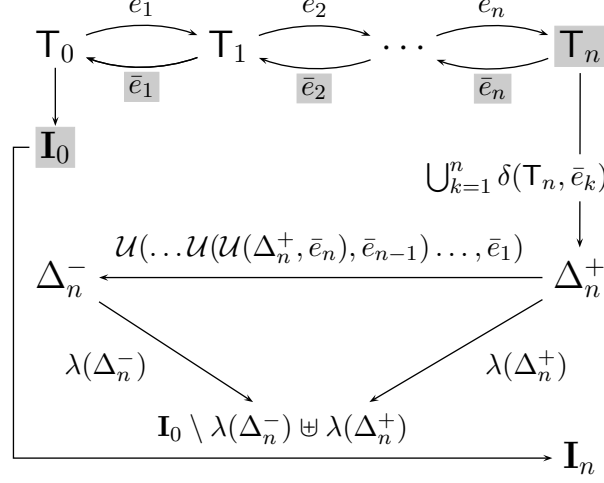 e₁ e₂ eₙ
T₀ T₁ ⋯ Tₙ
ē₁ ē₂ ēₙ
I₀
⋃ⁿₖ₌₁ δ(Tₙ, ēₖ)
𝒰(…𝒰(𝒰(Δₙ⁺, ēₙ), ēₙ₋₁)…, ē₁)
Δₙ⁻ Δₙ⁺
λ(Δₙ⁻) λ(Δₙ⁺)
I₀ \ λ(Δₙ⁻) ⊎ λ(Δₙ⁺)
Iₙ